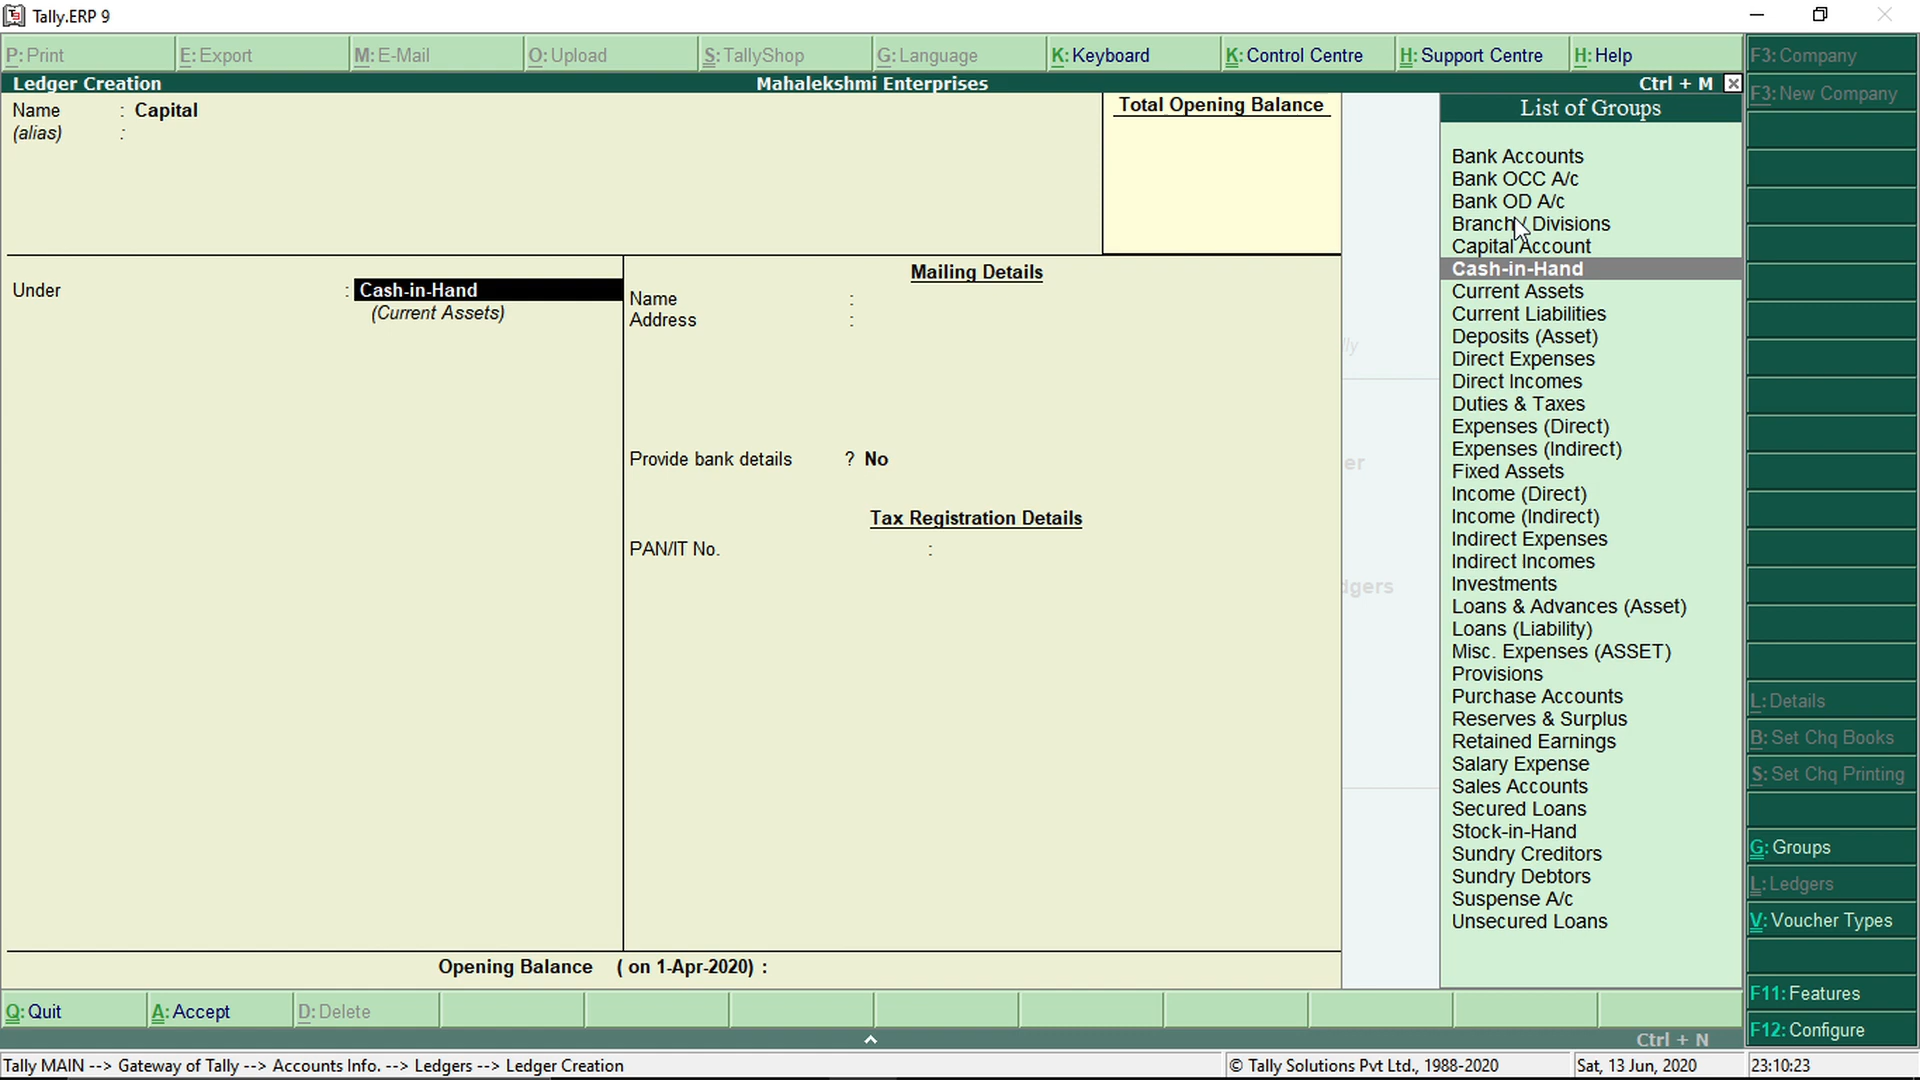 Tally.ERP 9
P: Print
E: Export
M: E-Mail
O: Upload
S: TallyShop
G: Language
K: Keyboard
K: Control Centre
H: Support Centre
H: Help
Ledger Creation
Mahalekshmi Enterprises
Ctrl + M
Name : Capital
(alias) :
Total Opening Balance
Under : Cash-in-Hand
(Current Assets)
Mailing Details
Name :
Address :
Provide bank details ? No
Tax Registration Details
PAN/IT No. :
Opening Balance ( on 1-Apr-2020) :
lly
er
dgers
List of Groups
Bank Accounts
Bank OCC A/c
Bank OD A/c
Branch / Divisions
Capital Account
Cash-in-Hand
Current Assets
Current Liabilities
Deposits (Asset)
Direct Expenses
Direct Incomes
Duties & Taxes
Expenses (Direct)
Expenses (Indirect)
Fixed Assets
Income (Direct)
Income (Indirect)
Indirect Expenses
Indirect Incomes
Investments
Loans & Advances (Asset)
Loans (Liability)
Misc. Expenses (ASSET)
Provisions
Purchase Accounts
Reserves & Surplus
Retained Earnings
Salary Expense
Sales Accounts
Secured Loans
Stock-in-Hand
Sundry Creditors
Sundry Debtors
Suspense A/c
Unsecured Loans
F3: Company
F3: New Company
L: Details
B: Set Chq Books
S: Set Chq Printing
G: Groups
L: Ledgers
V: Voucher Types
F11: Features
F12: Configure
Q: Quit
A: Accept
D: Delete
Ctrl + N
Tally MAIN --> Gateway of Tally --> Accounts Info. --> Ledgers --> Ledger Creation
© Tally Solutions Pvt Ltd., 1988-2020
Sat, 13 Jun, 2020
23:10:23